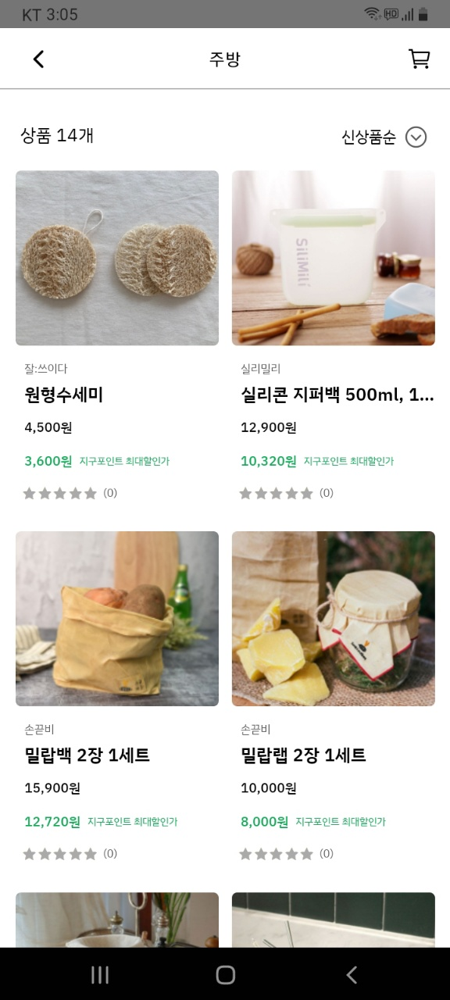 KT 3:05
HD
주방
상품 14개
신상품순
SiliMili
잘:쓰이다
원형수세미
4,500원
3,600원 지구포인트 최대할인가
(0)
실리밀리
실리콘 지퍼백 500ml, 1...
12,900원
10,320원 지구포인트 최대할인가
(0)
손끝비
밀랍백 2장 1세트
15,900원
12,720원 지구포인트 최대할인가
(0)
손끝비
밀랍랩 2장 1세트
10,000원
8,000원 지구포인트 최대할인가
(0)